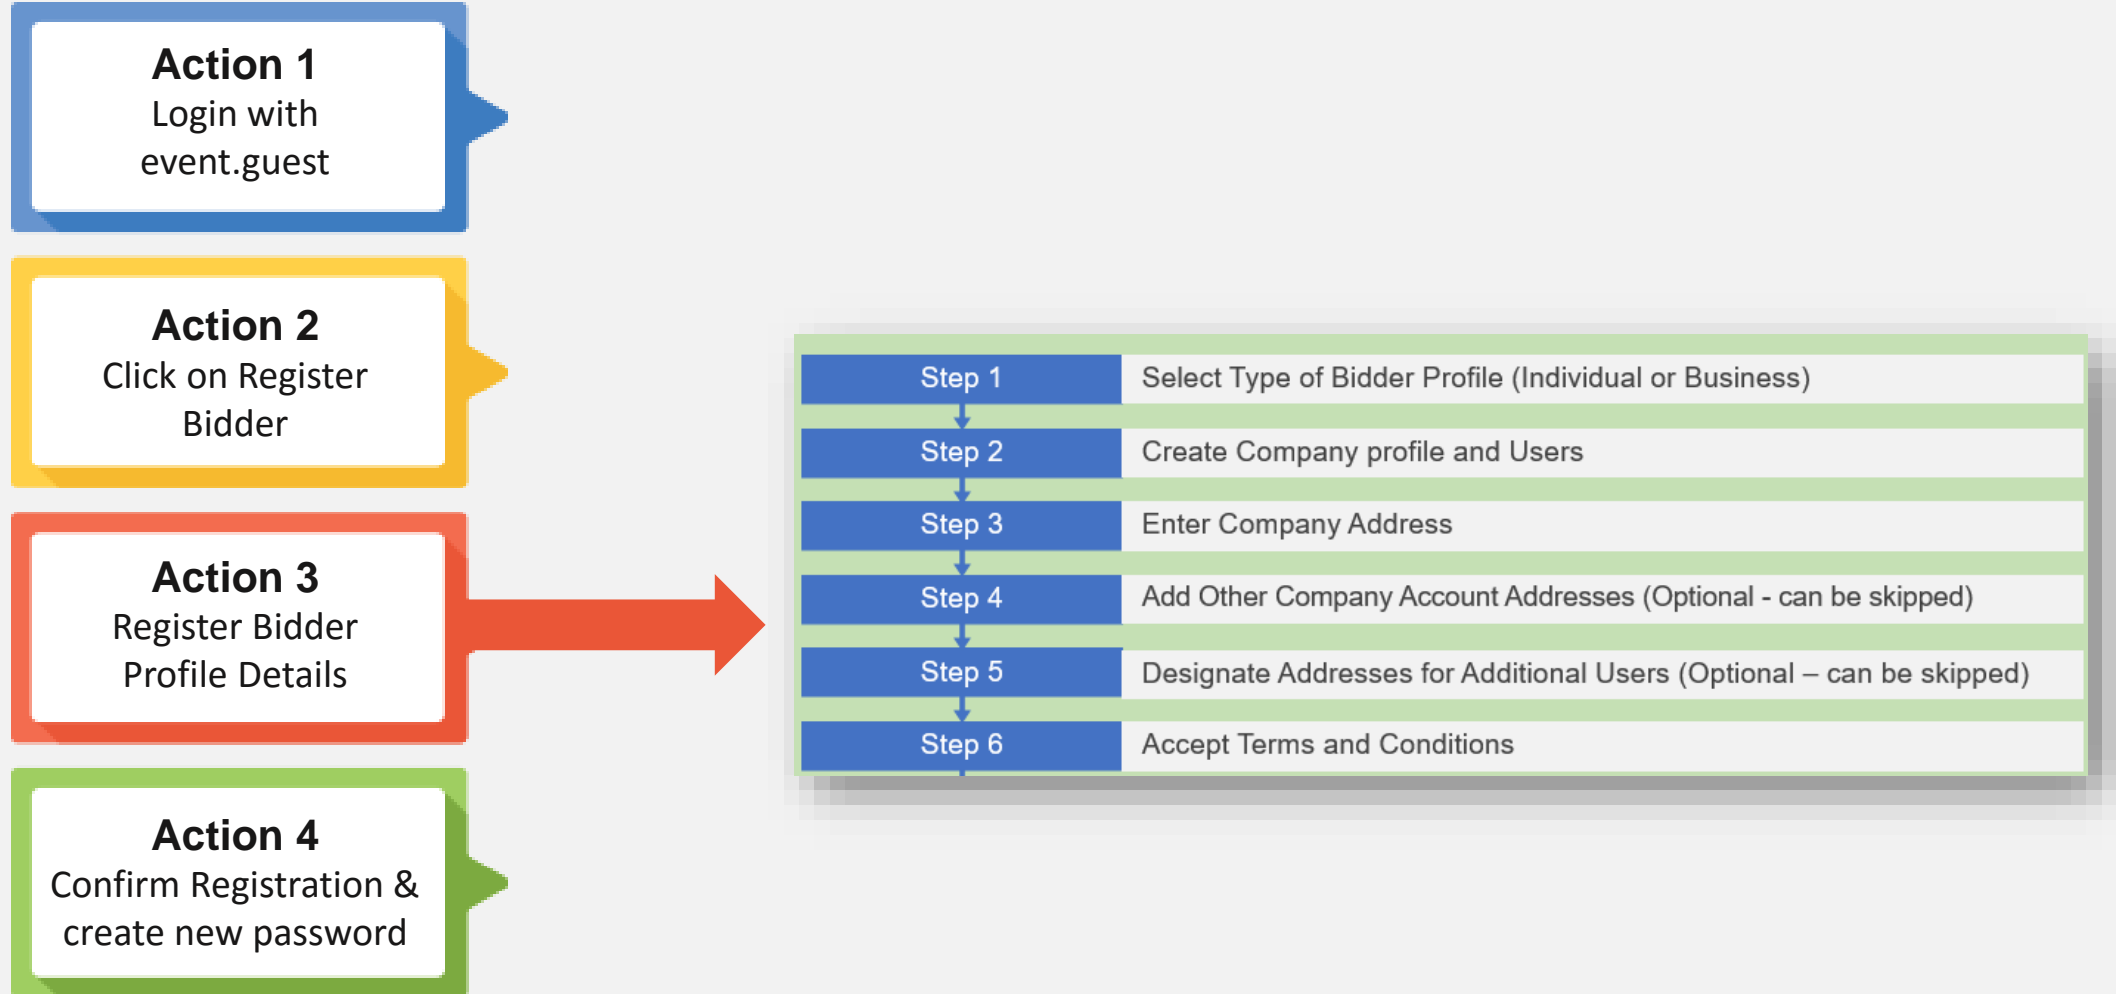 Action 1
Login with
event.guest
Action 2
Click on Register
Bidder
Action 3
Register Bidder
Profile Details
Action 4
Confirm Registration &
create new password
Step 1 Select Type of Bidder Profile (Individual or Business)
Step 2 Create Company profile and Users
Step 3 Enter Company Address
Step 4 Add Other Company Account Addresses (Optional - can be skipped)
Step 5 Designate Addresses for Additional Users (Optional – can be skipped)
Step 6 Accept Terms and Conditions